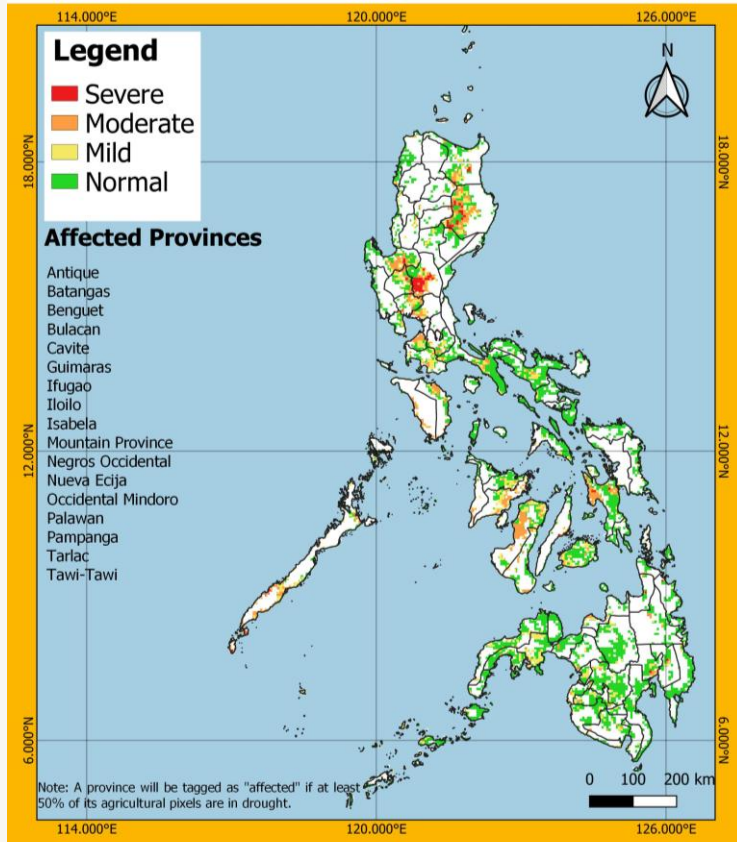 114.000°E 120.000°E 126.000°E
Legend
Severe
Moderate
Mild
Normal
N
18.000°N 18.000°N
Affected Provinces
Antique
Batangas
Benguet
Bulacan
Cavite
Guimaras
Ifugao
Iloilo
Isabela
Mountain Province
Negros Occidental
Nueva Ecija
Occidental Mindoro
Palawan
Pampanga
Tarlac
Tawi-Tawi
12.000°N 12.000°N
6.000°N 6.000°N
Note: A province will be tagged as "affected" if at least
50% of its agricultural pixels are in drought.
0 100 200 km
114.000°E 120.000°E 126.000°E